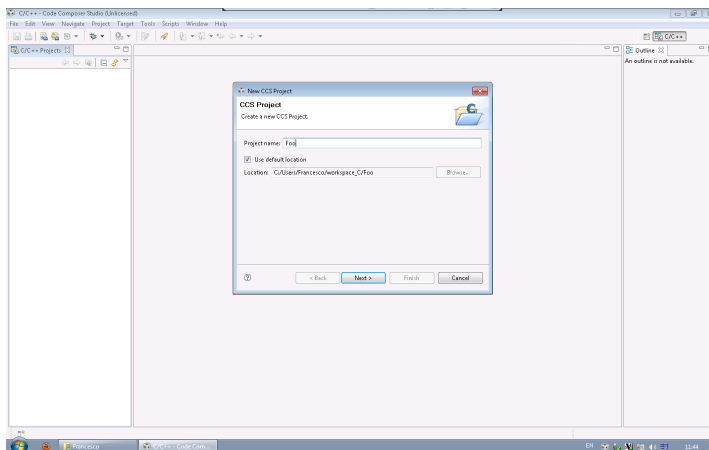 C/C++ - Code Composer Studio (Unlicensed)
File Edit View Navigate Project Target Tools Scripts Window Help
C/C++
C/C++ Projects
Outline
An outline is not available.
New CCS Project
CCS Project
Create a new CCS Project.
Project name: Foo
Use default location
Location: C:/Users/Francesco/workspace_C/Foo
Browse...
< Back
Next >
Finish
Cancel
Francesco
C/C++ - Code Com...
EN
11:44